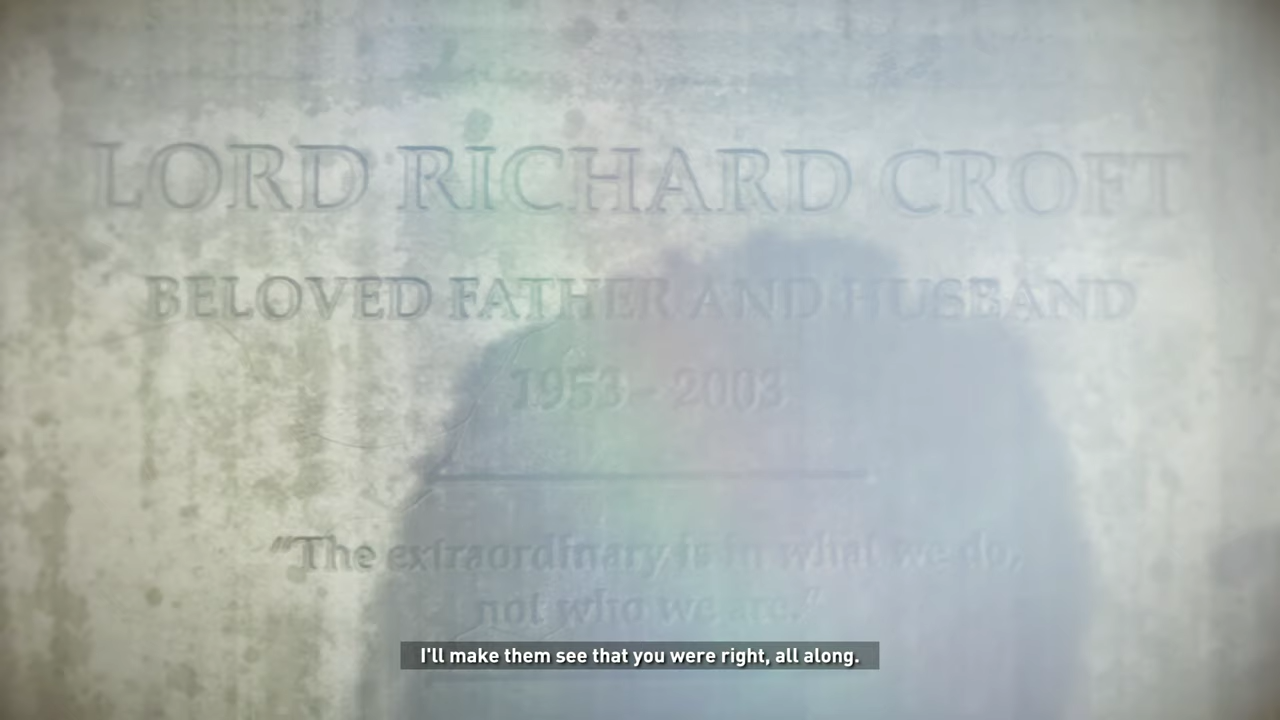 LORD RICHARD CROFT
BELOVED FATHER AND HUSBAND
1953 - 2003
"The extraordinary is in what we do,
not who we are."
I'll make them see that you were right, all along.